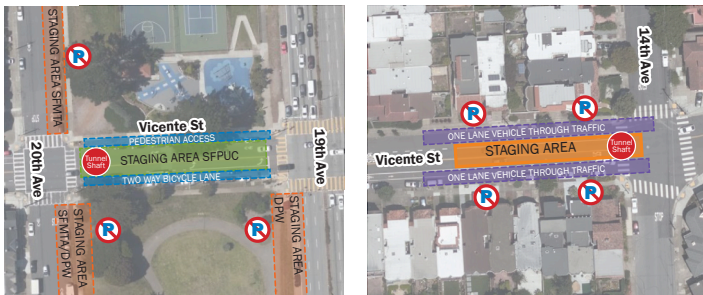 STAGING AREA SFMTA
P
Vicente St
PEDESTRIAN ACCESS
Tunnel
Shaft
STAGING AREA SFPUC
TWO WAY BICYCLE LANE
20th Ave
19th Ave
STAGING AREA
SFMTA/DPW
P
P
STAGING AREA
DPW
14th Ave
P
P
ONE LANE VEHICLE THROUGH TRAFFIC
Vicente St
STAGING AREA
Tunnel
Shaft
ONE LANE VEHICLE THROUGH TRAFFIC
P
P
STOP